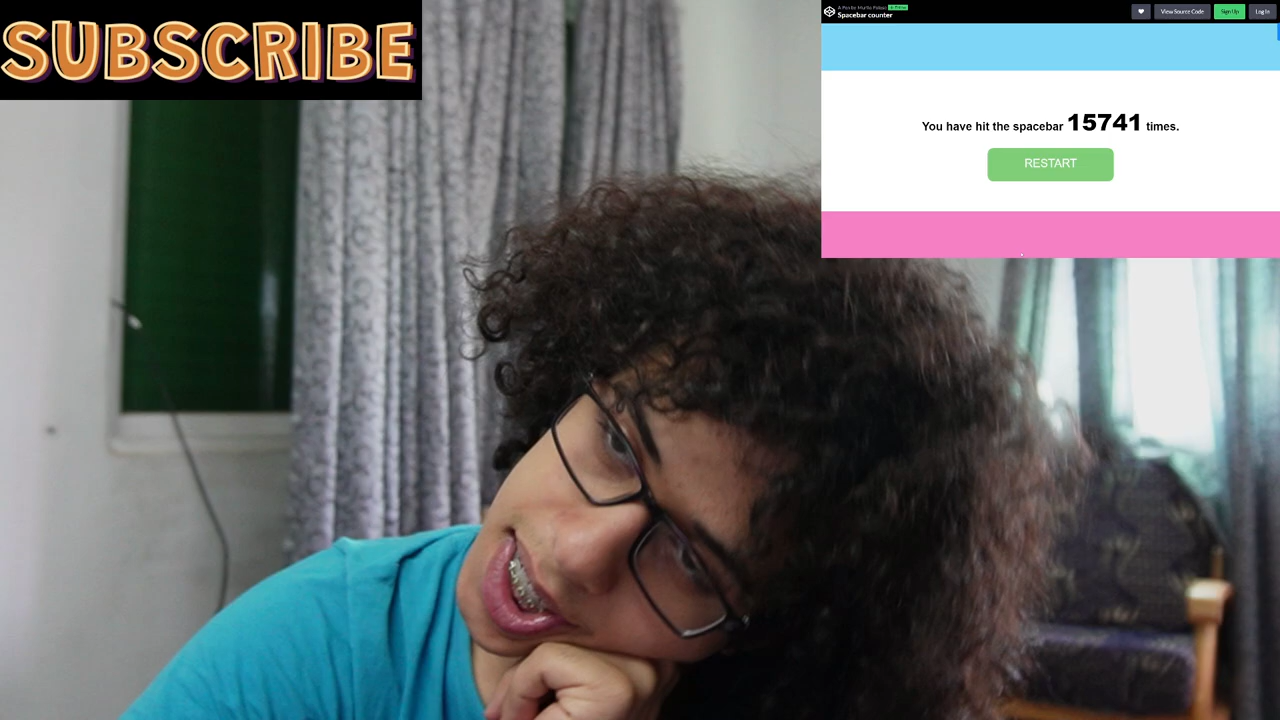 SUBSCRIBE
Spacebar counter
View Source Code
Sign Up
Log In
You have hit the spacebar 15741 times.
RESTART